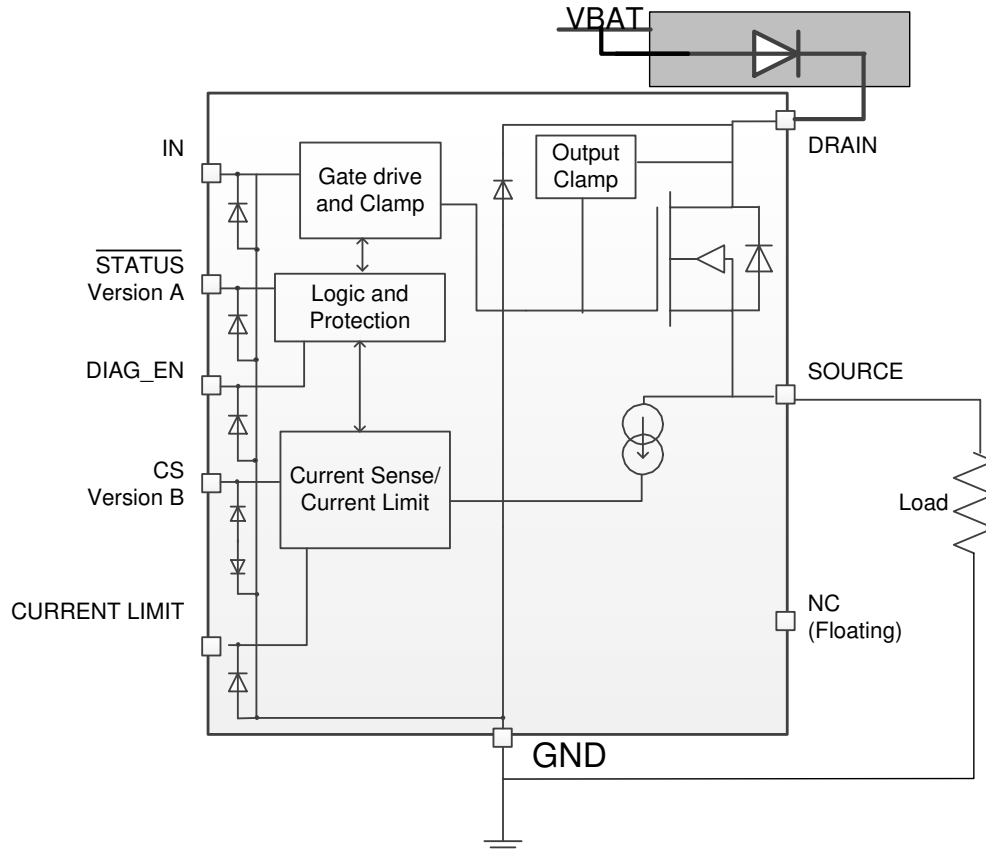 VBAT
DRAIN
IN
Gate drive
and Clamp
Output
Clamp
STATUS
Version A
Logic and
Protection
DIAG_EN
SOURCE
CS
Version B
Current Sense/
Current Limit
Load
CURRENT LIMIT
NC
(Floating)
GND